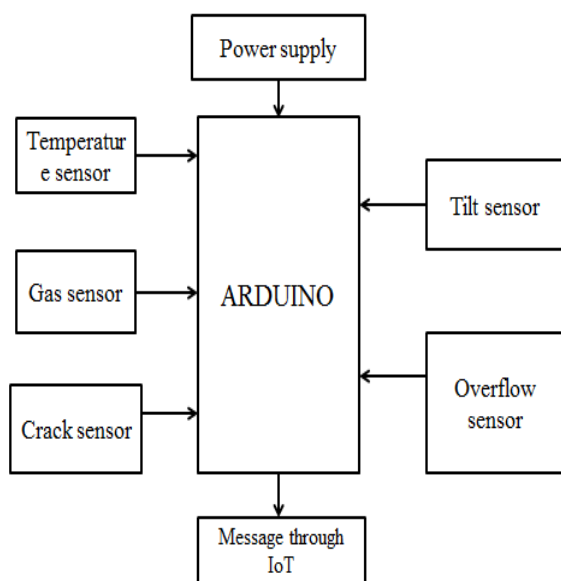 Power supply
Temperatur
e sensor
Gas sensor
Crack sensor
ARDUINO
Tilt sensor
Overflow
sensor
Message through
IoT